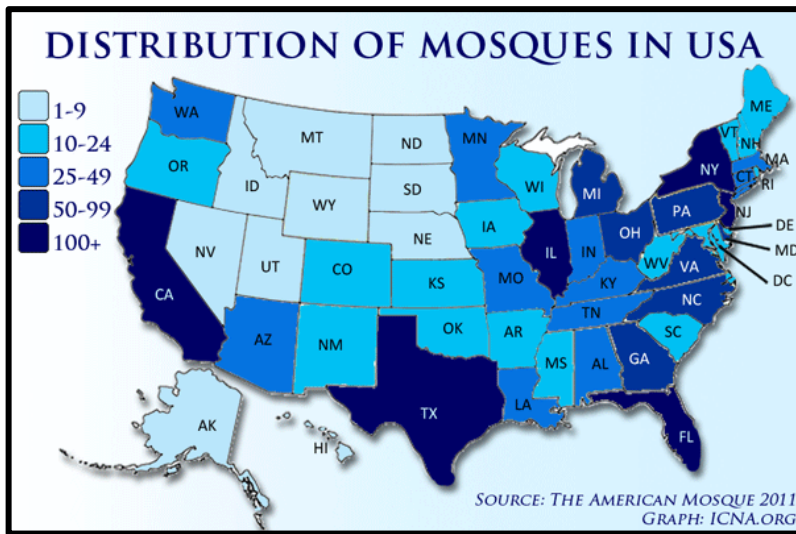 DISTRIBUTION OF MOSQUES IN USA
1-9
10-24
25-49
50-99
100+
WA
MT
ND
MN
ME
VT
NH
OR
ID
SD
WI
MI
NY
MA
CT
RI
WY
NE
IA
PA
NJ
DE
MD
DC
NV
UT
CO
KS
MO
IL
IN
OH
WV
VA
KY
CA
AZ
NM
OK
AR
TN
NC
SC
MS
AL
GA
TX
LA
FL
AK
HI
SOURCE: THE AMERICAN MOSQUE 2011
GRAPH: ICNA.ORG